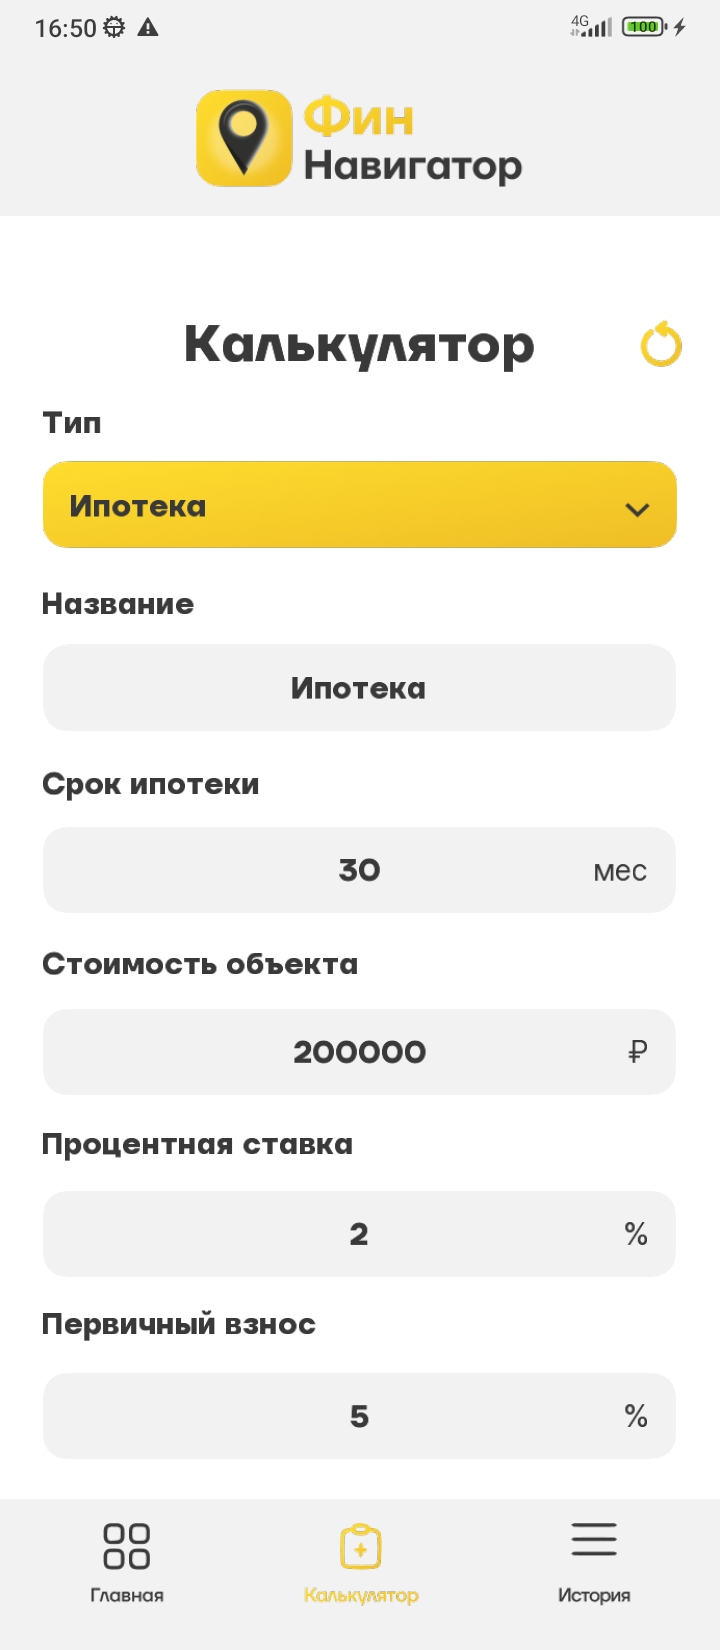 16:50
4G
100
Фин
Навигатор
Калькулятор
Тип
Ипотека
Название
Ипотека
Срок ипотеки
30 мес
Стоимость объекта
200000 ₽
Процентная ставка
2 %
Первичный взнос
5 %
Главная
Калькулятор
История